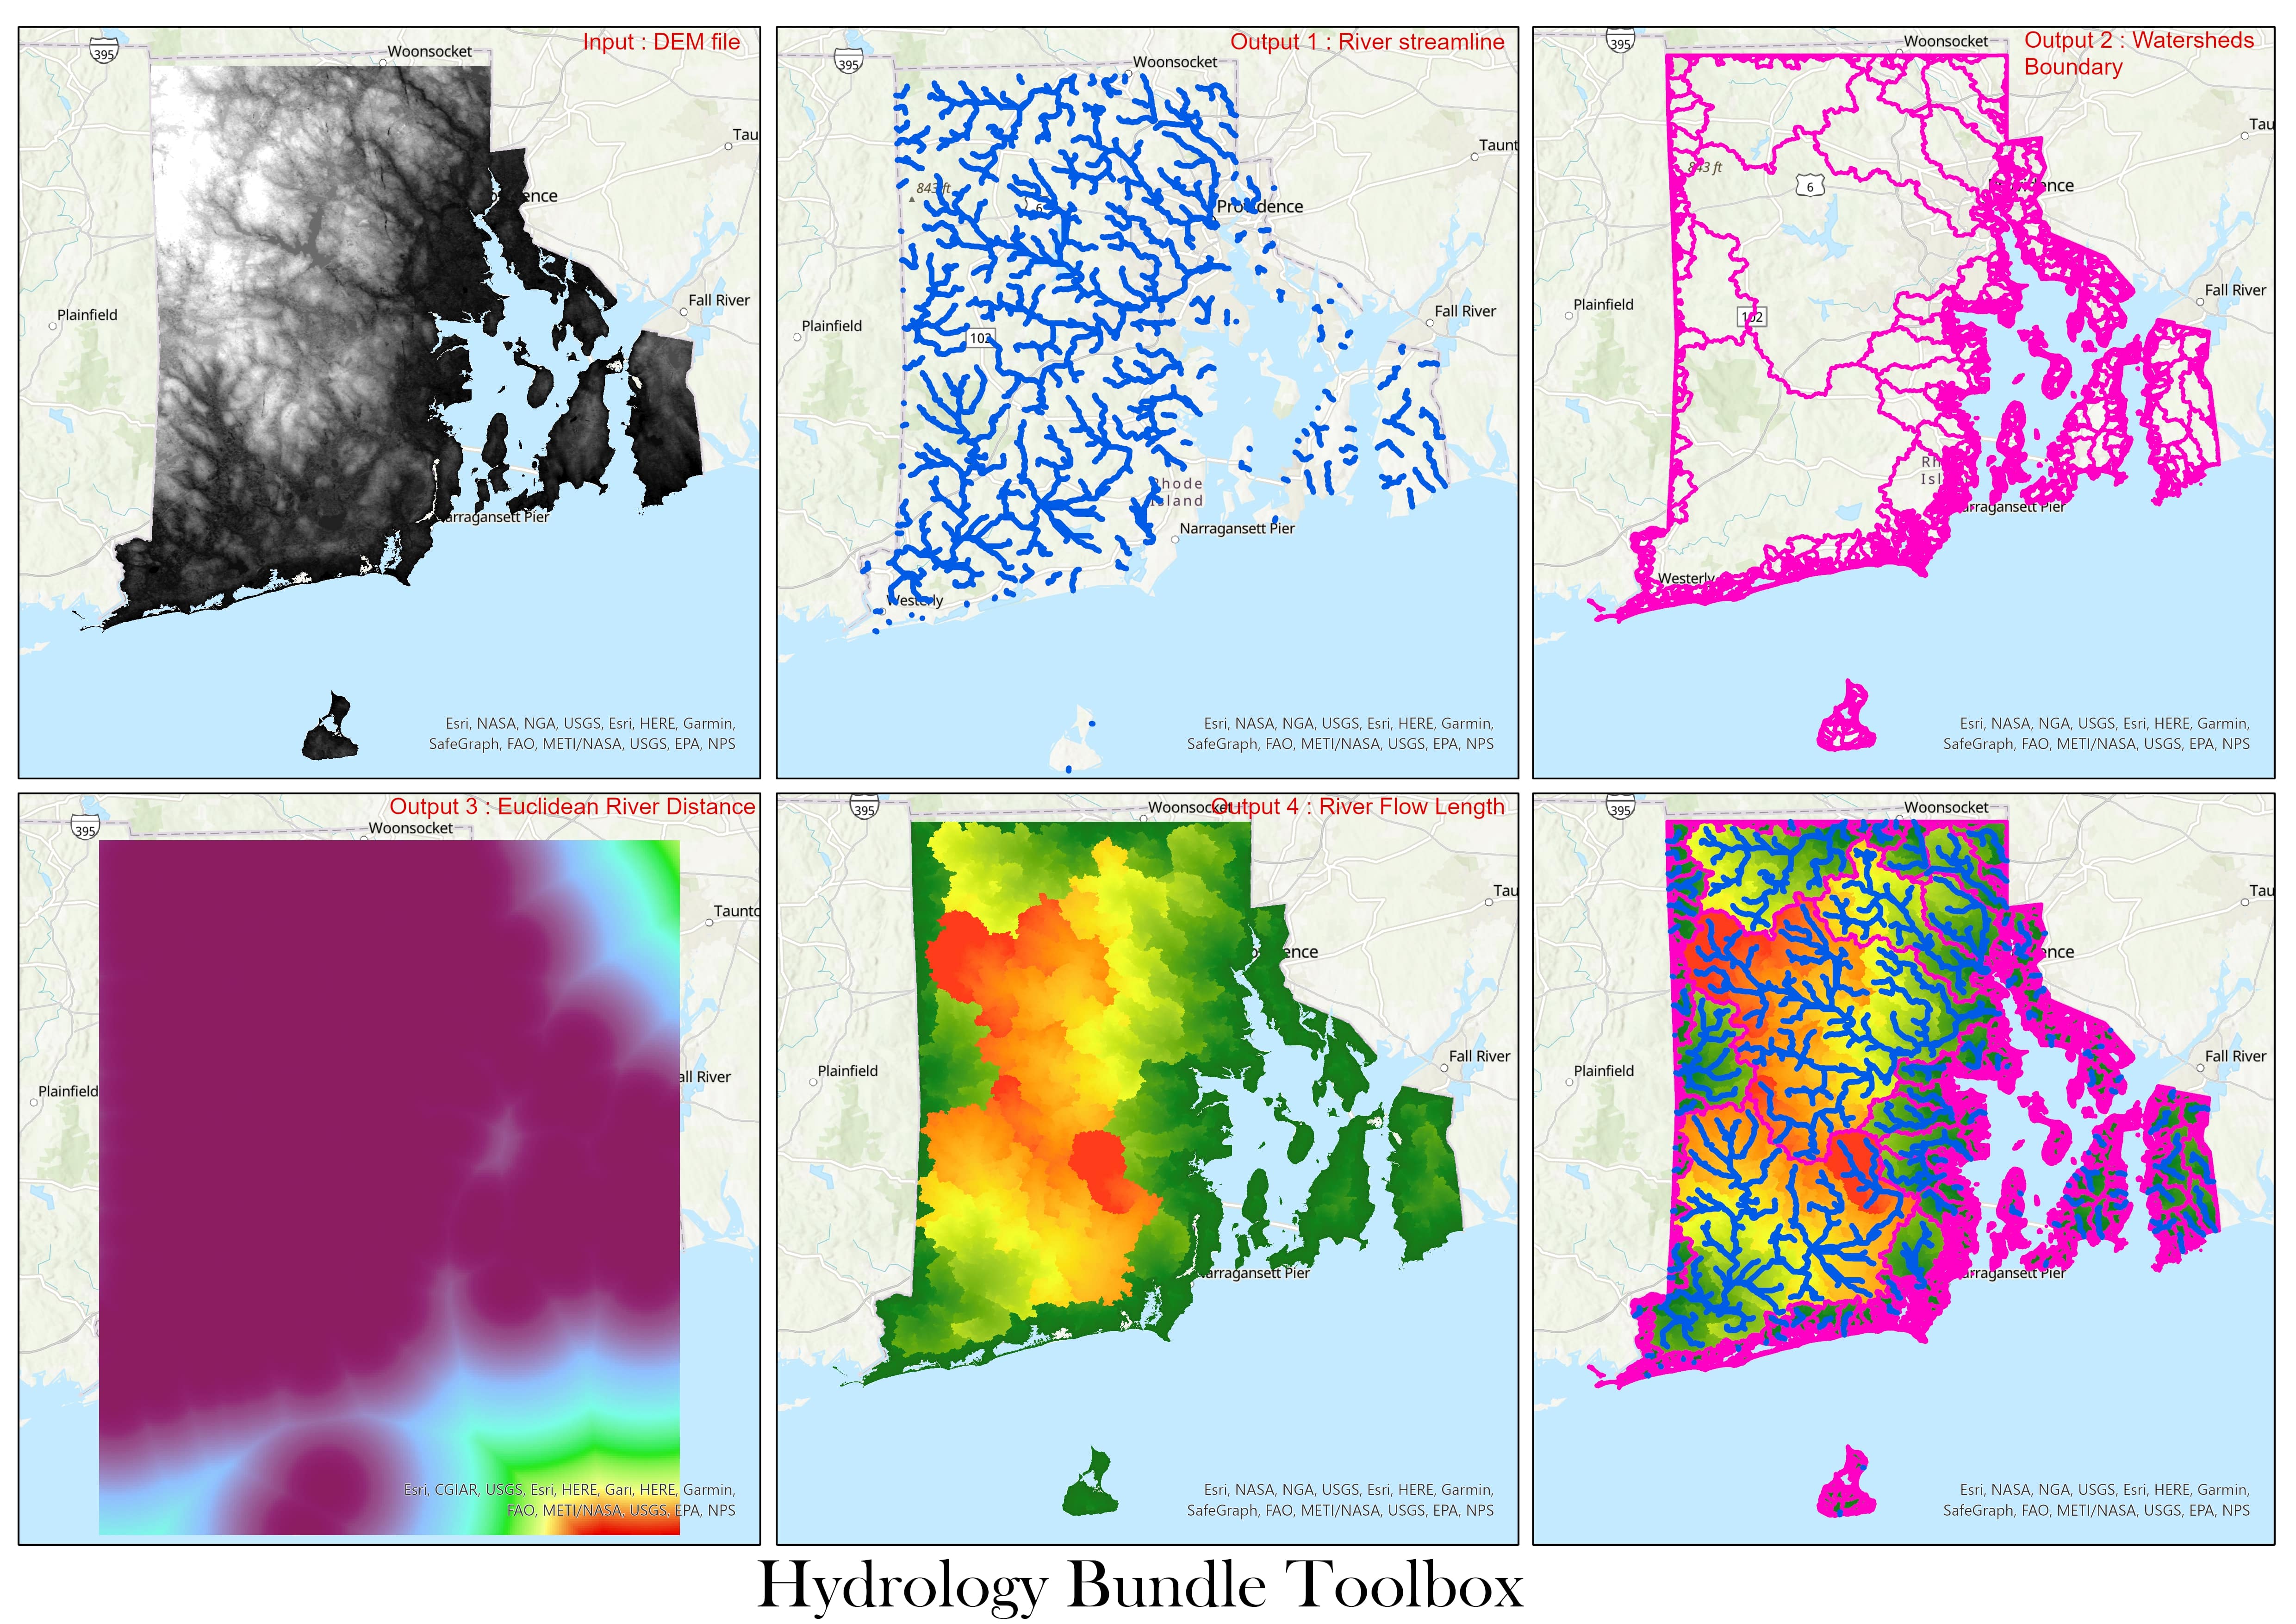 Input : DEM file
395
Woonsocket
Tau
ence
Plainfield
Fall River
arragansett Pier
Esri, NASA, NGA, USGS, Esri, HERE, Garmin,
SafeGraph, FAO, METI/NASA, USGS, EPA, NPS
Output 1 : River streamline
395
Woonsocket
Taunt
843 ft
6
Providence
Plainfield
Fall River
102
Rhode
Island
Narragansett Pier
Westerly
Esri, NASA, NGA, USGS, Esri, HERE, Garmin,
SafeGraph, FAO, METI/NASA, USGS, EPA, NPS
Output 2 : Watersheds
Boundary
395
Woonsocket
Tau
843 ft
6
Providence
Plainfield
Fall River
102
Rh
Isl
arragansett Pier
Westerly
Esri, NASA, NGA, USGS, Esri, HERE, Garmin,
SafeGraph, FAO, METI/NASA, USGS, EPA, NPS
Output 3 : Euclidean River Distance
395
Woonsocket
Taunto
Plainfield
all River
Esri, CGIAR, USGS, Esri, HERE, Gari, HERE, Garmin,
FAO, METI/NASA, USGS, EPA, NPS
Output 4 : River Flow Length
395
Woonsocket
Tau
ence
Plainfield
Fall River
arragansett Pier
Esri, NASA, NGA, USGS, Esri, HERE, Garmin,
SafeGraph, FAO, METI/NASA, USGS, EPA, NPS
395
Woonsocket
Tau
ence
Plainfield
Fall River
arragansett Pier
Esri, NASA, NGA, USGS, Esri, HERE, Garmin,
SafeGraph, FAO, METI/NASA, USGS, EPA, NPS
Hydrology Bundle Toolbox